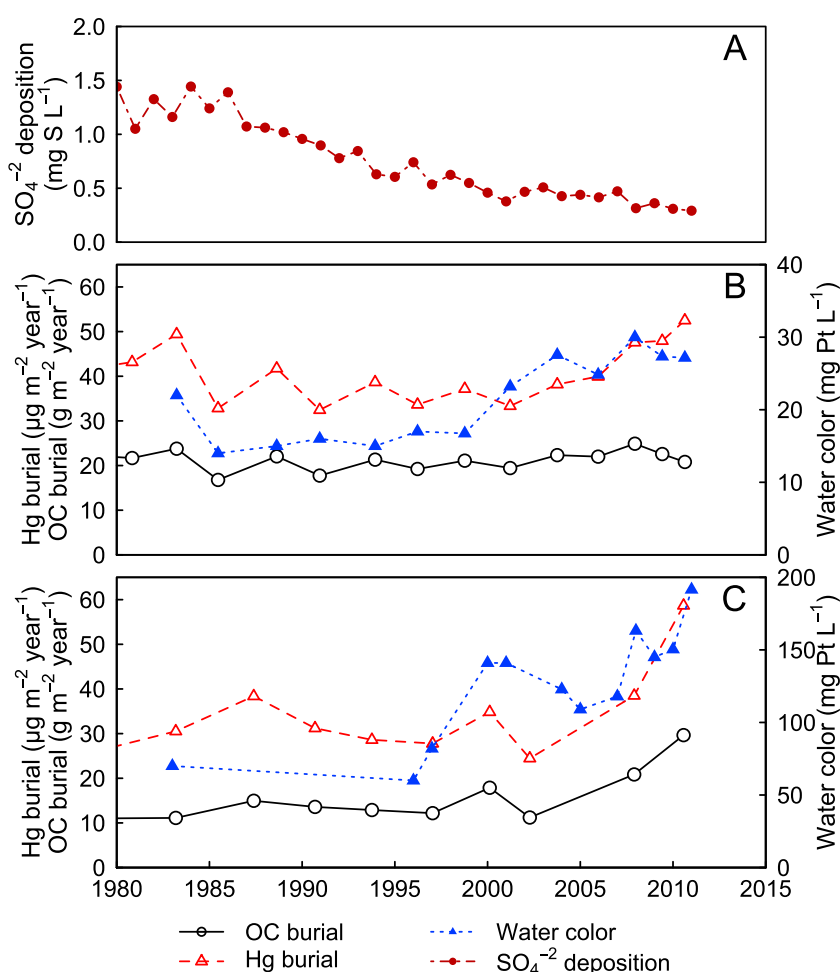 A
SO₄⁻² deposition
(mg S L⁻¹)
2.0
1.5
1.0
0.5
0.0
B
Hg burial (µg m⁻² year⁻¹)
OC burial (g m⁻² year⁻¹)
60
50
40
30
20
10
0
40
30
20
10
0
Water color (mg Pt L⁻¹)
C
Hg burial (µg m⁻² year⁻¹)
OC burial (g m⁻² year⁻¹)
60
50
40
30
20
10
0
200
150
100
50
0
Water color (mg Pt L⁻¹)
1980 1985 1990 1995 2000 2005 2010 2015
OC burial
Water color
Hg burial
SO₄⁻² deposition